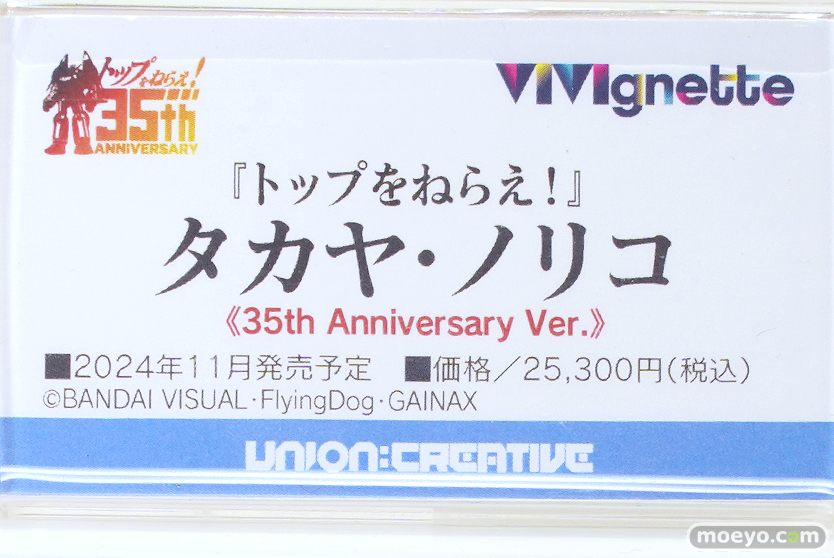 トップをねらえ!
35th
ANNIVERSARY
VIVIgnette
『トップをねらえ!』
タカヤ・ノリコ
《35th Anniversary Ver.》
■2024年11月発売予定 ■価格/25,300円(税込)
©BANDAI VISUAL・FlyingDog・GAINAX
UNION:CREATIVE
moeyo.com